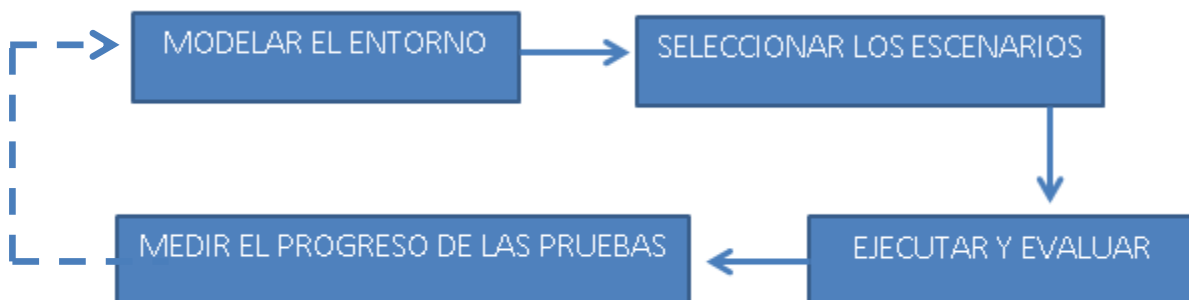 MODELAR EL ENTORNO
SELECCIONAR LOS ESCENARIOS
EJECUTAR Y EVALUAR
MEDIR EL PROGRESO DE LAS PRUEBAS